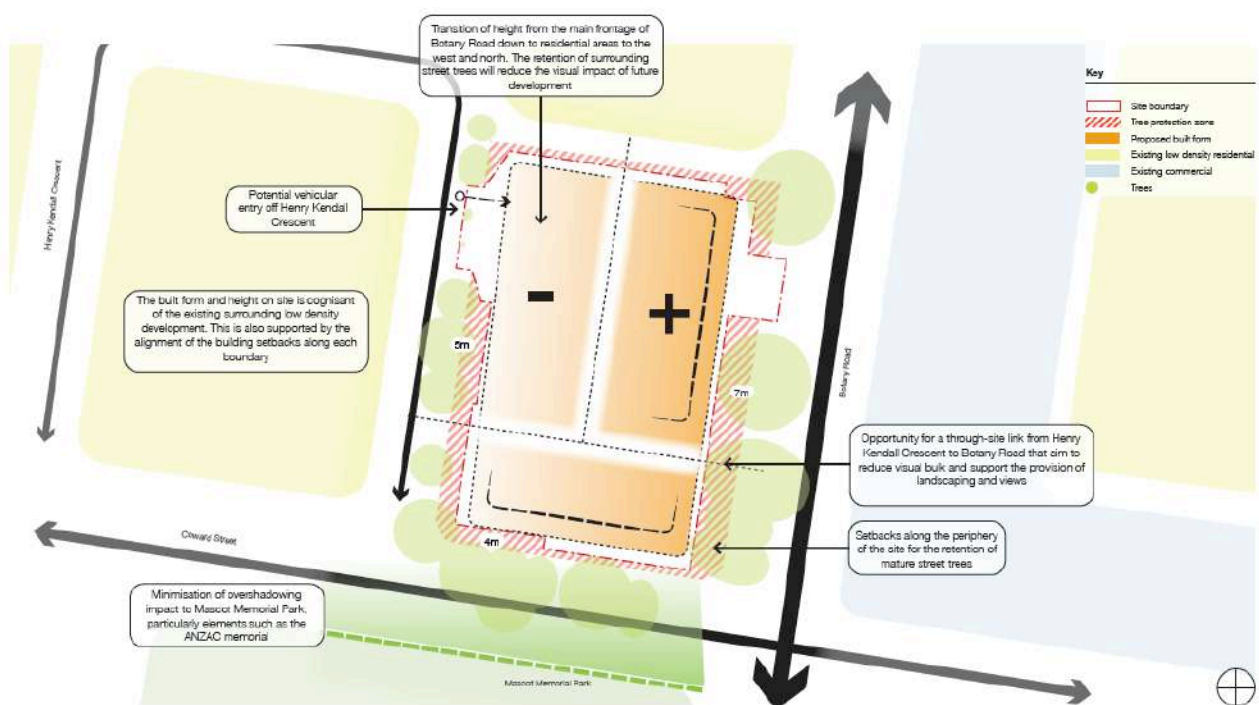 Transition of height from the main frontage of
Botany Road down to residential areas to the
west and north. The retention of surrounding
street trees will reduce the visual impact of future
development
Key
Site boundary
Tree protection zone
Proposed built form
Existing low density residential
Existing commercial
Trees
Henry Kendall Crescent
Potential vehicular
entry off Henry Kendall
Crescent
The built form and height on site is cognisant
of the existing surrounding low density
development. This is also supported by the
alignment of the building setbacks along each
boundary
-
+
5m
7m
Botany Road
Opportunity for a through-site link from Henry
Kendall Crescent to Botany Road that aim to
reduce visual bulk and support the provision of
landscaping and views
Coward Street
4m
Setbacks along the periphery
of the site for the retention of
mature street trees
Minimisation of overshadowing
impact to Mascot Memorial Park,
particularly elements such as the
ANZAC memorial
Mascot Memorial Park